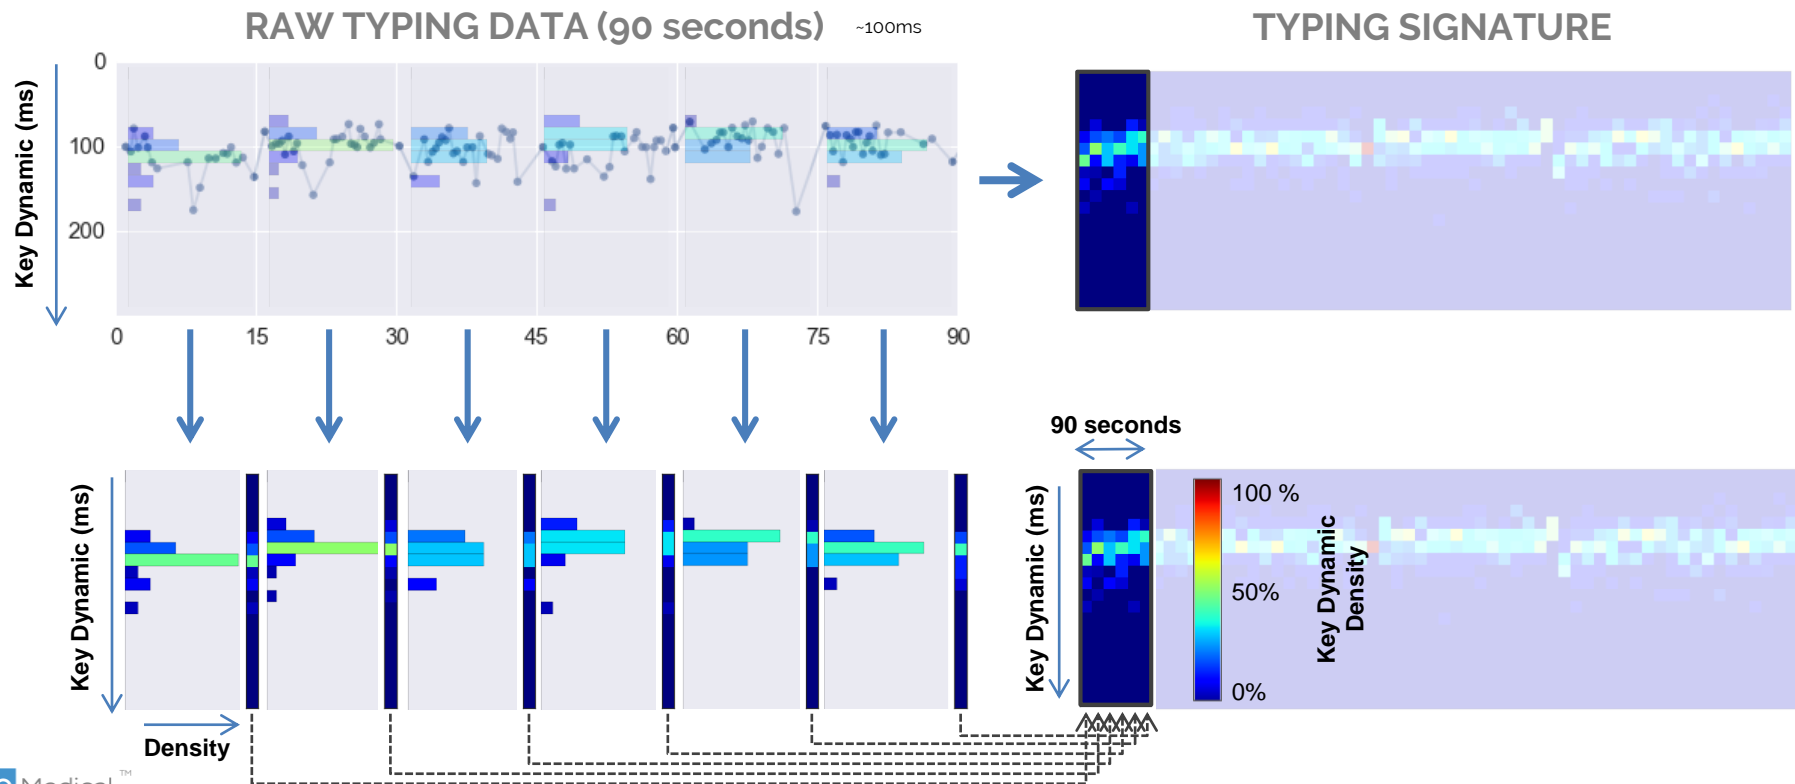 RAW TYPING DATA (90 seconds)
~100ms
TYPING SIGNATURE
Key Dynamic (ms)
0
100
200
0 15 30 45 60 75 90
90 seconds
Key Dynamic (ms)
Density
Key Dynamic (ms)
100 %
50%
0%
Key Dynamic
Density
Medical™